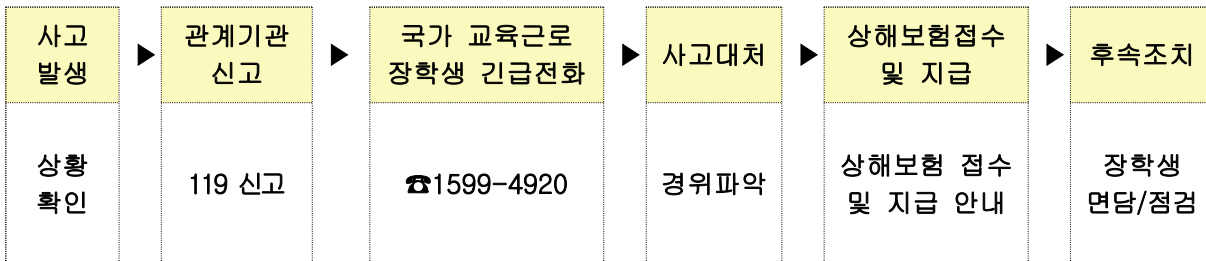 사고
발생
▶
관계기관
신고
▶
국가 교육근로
장학생 긴급전화
▶
사고대처
▶
상해보험접수
및 지급
▶
후속조치
상황
확인
119 신고
☎1599-4920
경위파악
상해보험 접수
및 지급 안내
장학생
면담/점검